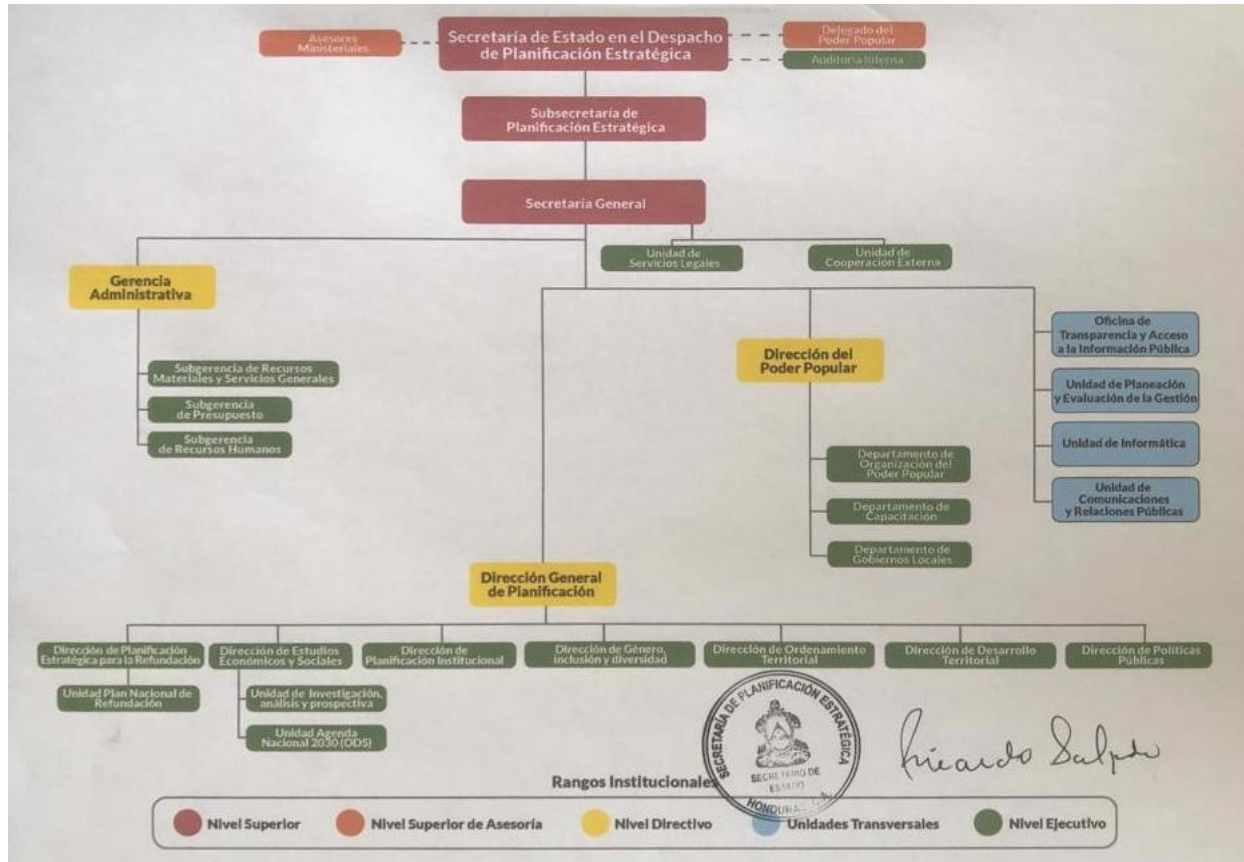 Asesores
Ministeriales
Secretaría de Estado en el Despacho
de Planificación Estratégica
Delegado del
Poder Popular
Auditoría Interna
Subsecretaría de
Planificación Estratégica
Secretaría General
Unidad de
Servicios Legales
Unidad de
Cooperación Externa
Gerencia
Administrativa
Subgerencia de Recursos
Materiales y Servicios Generales
Subgerencia
de Presupuesto
Subgerencia
de Recursos Humanos
Dirección del
Poder Popular
Departamento de
Organización del
Poder Popular
Departamento de
Capacitación
Departamento de
Gobiernos Locales
Oficina de
Transparencia y Acceso
a la Información Pública
Unidad de Planeación
y Evaluación de la Gestión
Unidad de Informática
Unidad de
Comunicaciones
y Relaciones Públicas
Dirección General
de Planificación
Dirección de Planificación
Estratégica para la Refundación
Unidad Plan Nacional de
Refundación
Dirección de Estudios
Económicos y Sociales
Unidad de Investigación,
análisis y prospectiva
Unidad Agenda
Nacional 2030 (ODS)
Dirección de
Planificación Institucional
Dirección de Género,
inclusión y diversidad
Dirección de Ordenamiento
Territorial
Dirección de Desarrollo
Territorial
Dirección de Políticas
Públicas
SECRETARÍA DE PLANIFICACIÓN ESTRATÉGICA
SECRETARIO DE
ESTADO
HONDURAS
Ricardo Salgado
Rangos Institucionales
Nivel Superior
Nivel Superior de Asesoría
Nivel Directivo
Unidades Transversales
Nivel Ejecutivo